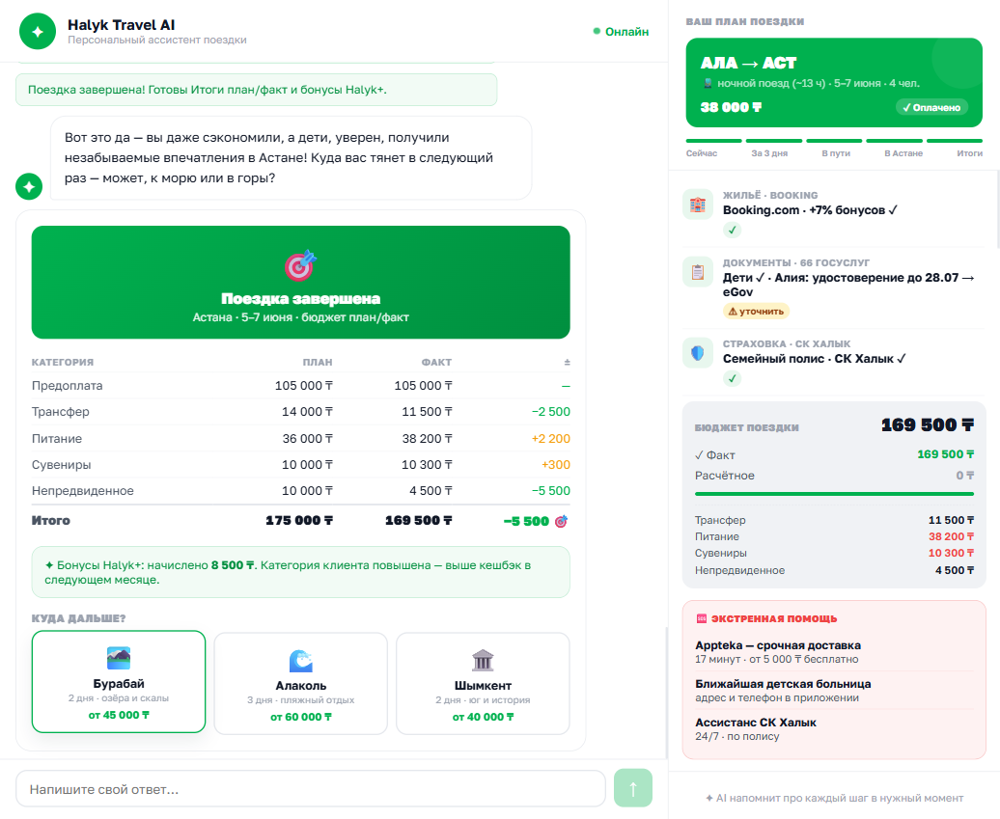 Halyk Travel AI
Персональный ассистент поездки
Онлайн
Поездка завершена! Готовы Итоги план/факт и бонусы Halyk+.
Вот это да — вы даже сэкономили, а дети, уверен, получили
незабываемые впечатления в Астане! Куда вас тянет в следующий
раз — может, к морю или в горы?
Поездка завершена
Астана · 5–7 июня · бюджет план/факт
КАТЕГОРИЯ ПЛАН ФАКТ ±
Предоплата 105 000 ₸ 105 000 ₸ —
Трансфер 14 000 ₸ 11 500 ₸ −2 500
Питание 36 000 ₸ 38 200 ₸ +2 200
Сувениры 10 000 ₸ 10 300 ₸ +300
Непредвиденное 10 000 ₸ 4 500 ₸ −5 500
Итого 175 000 ₸ 169 500 ₸ −5 500 🎯
✦ Бонусы Halyk+: начислено 8 500 ₸. Категория клиента повышена — выше кешбэк в
следующем месяце.
КУДА ДАЛЬШЕ?
Бурабай
2 дня · озёра и скалы
от 45 000 ₸
Алаколь
3 дня · пляжный отдых
от 60 000 ₸
Шымкент
2 дня · юг и история
от 40 000 ₸
Напишите свой ответ...
ВАШ ПЛАН ПОЕЗДКИ
АЛА → АСТ
ночной поезд (~13 ч) · 5–7 июня · 4 чел.
38 000 ₸
✓ Оплачено
Сейчас За 3 дня В пути В Астане Итоги
ЖИЛЬЁ · BOOKING
Booking.com · +7% бонусов ✓
✓
ДОКУМЕНТЫ · 66 ГОСУСЛУГ
Дети ✓ · Алия: удостоверение до 28.07 →
eGov
⚠ уточнить
СТРАХОВКА · СК ХАЛЫК
Семейный полис · СК Халык ✓
✓
БЮДЖЕТ ПОЕЗДКИ 169 500 ₸
✓ Факт 169 500 ₸
Расчётное 0 ₸
Трансфер 11 500 ₸
Питание 38 200 ₸
Сувениры 10 300 ₸
Непредвиденное 4 500 ₸
🆘 ЭКСТРЕННАЯ ПОМОЩЬ
Appteka — срочная доставка
17 минут · от 5 000 ₸ бесплатно
Ближайшая детская больница
адрес и телефон в приложении
Ассистанс СК Халык
24/7 · по полису
✦ AI напомнит про каждый шаг в нужный момент